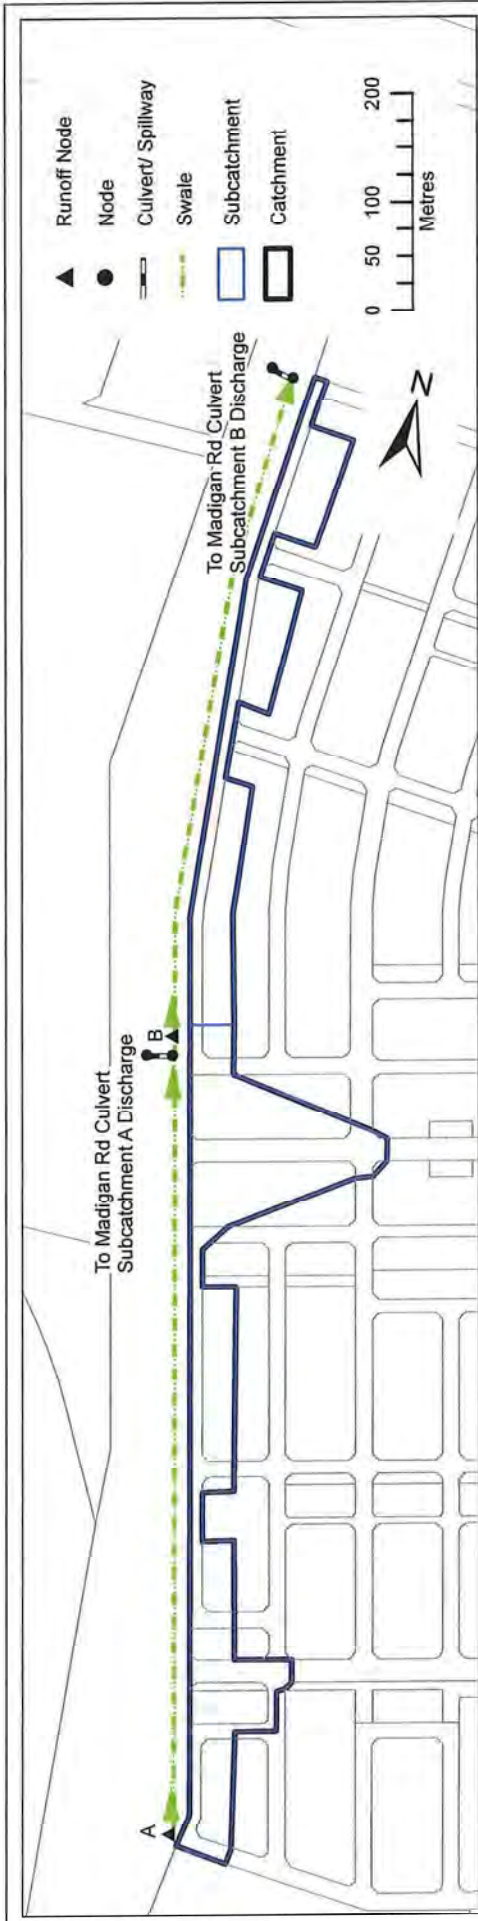 Runoff Node
Node
Culvert/ Spillway
Swale
Subcatchment
Catchment
0 50 100 200
Metres
N
To Madigan Rd Culvert
Subcatchment B Discharge
B
To Madigan Rd Culvert
Subcatchment A Discharge
A